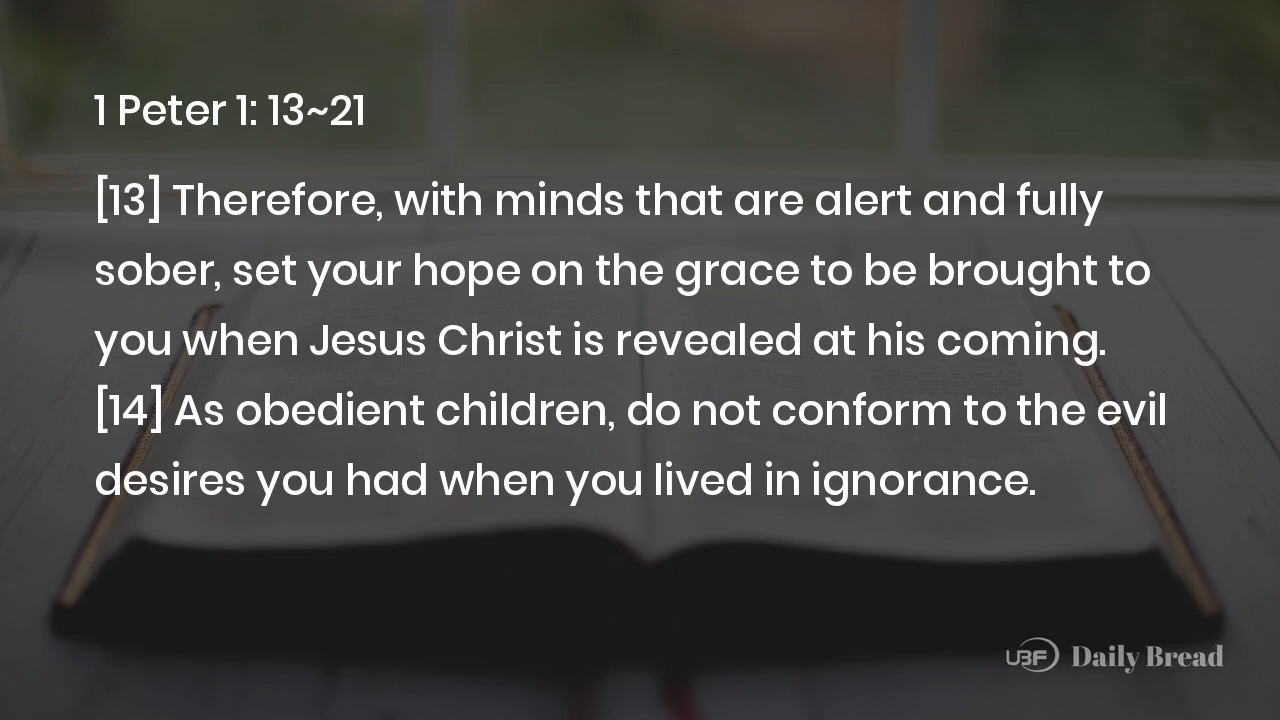 1 Peter 1: 13~21
[13] Therefore, with minds that are alert and fully
sober, set your hope on the grace to be brought to
you when Jesus Christ is revealed at his coming.
[14] As obedient children, do not conform to the evil
desires you had when you lived in ignorance.
UBF Daily Bread